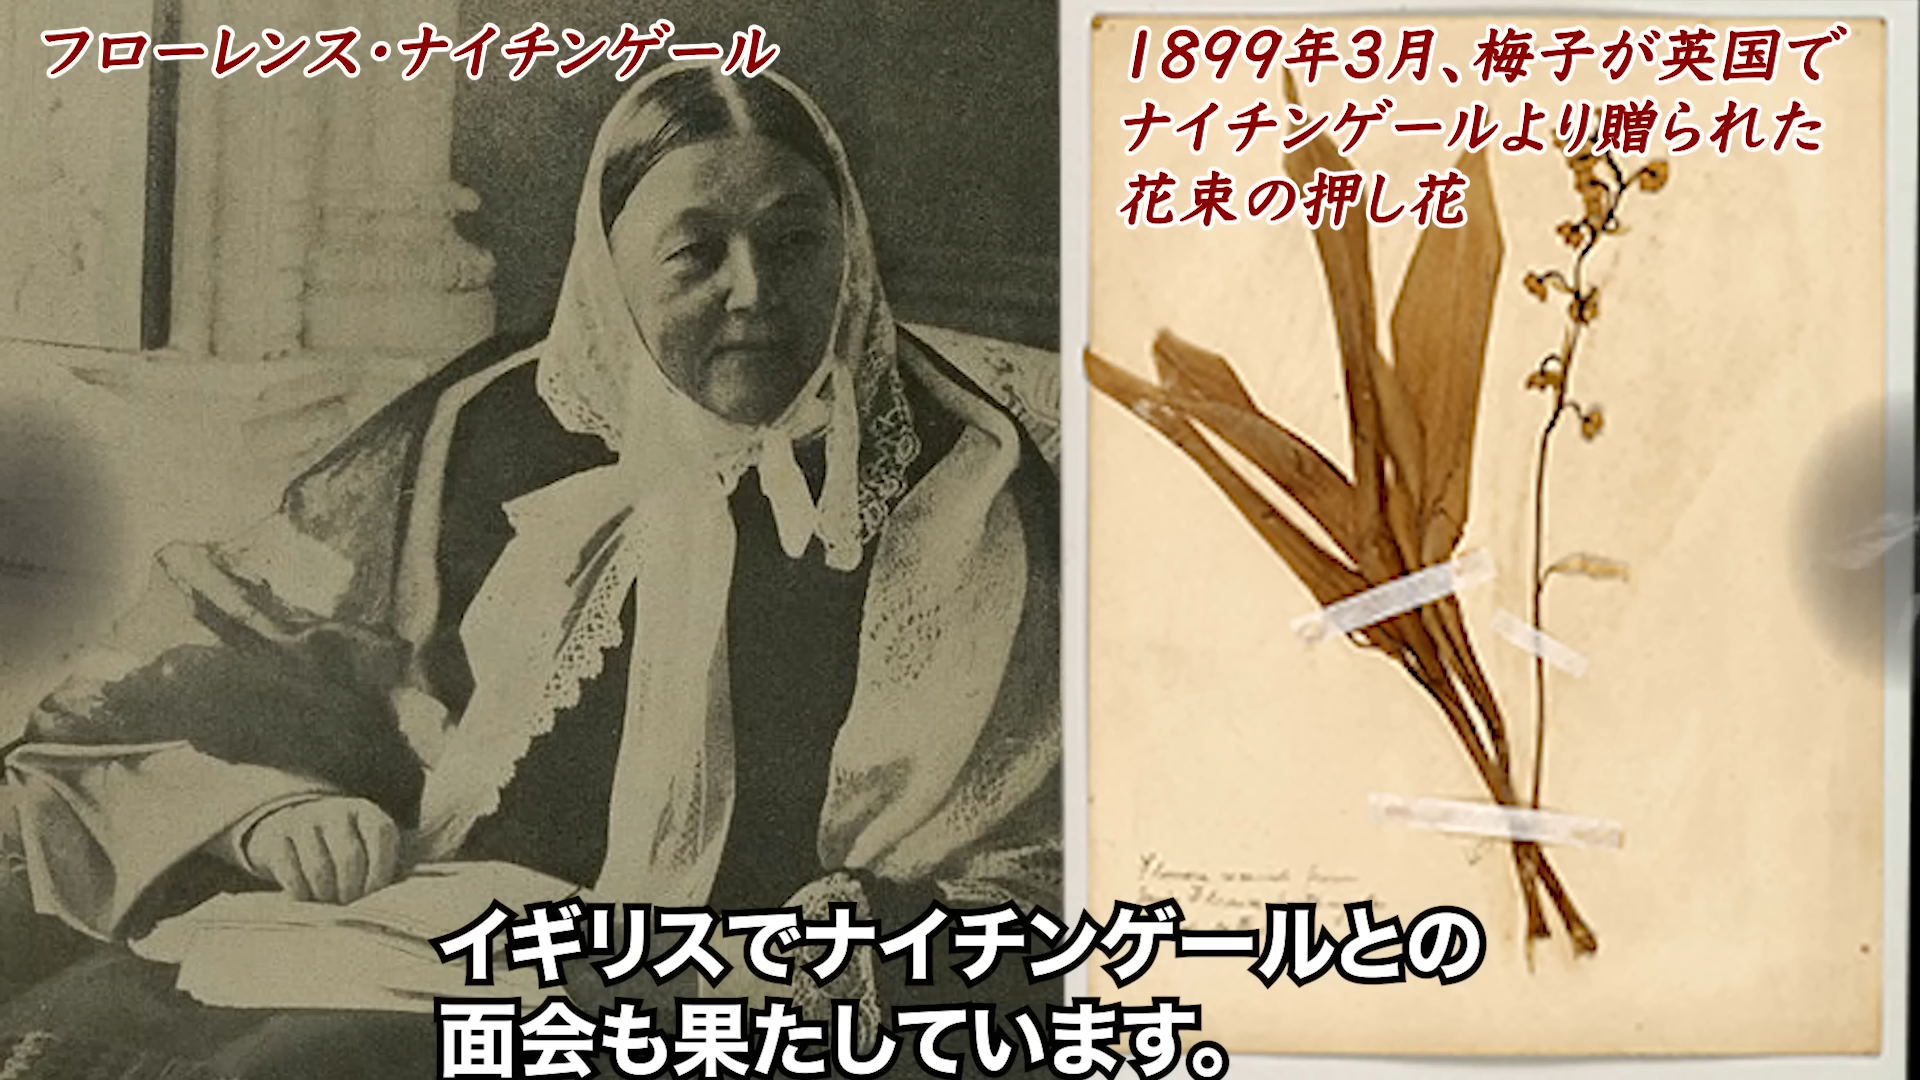 フローレンス・ナイチンゲール
1899年3月、梅子が英国で
ナイチンゲールより贈られた
花束の押し花
イギリスでナイチンゲールとの
面会も果たしています。